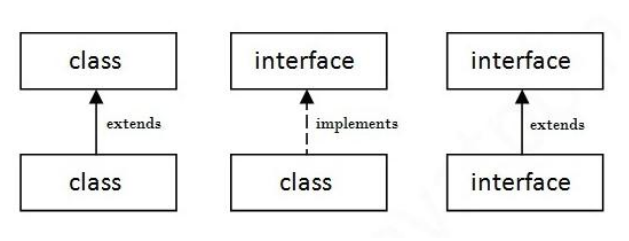 class interface interface
extends implements extends
class class interface